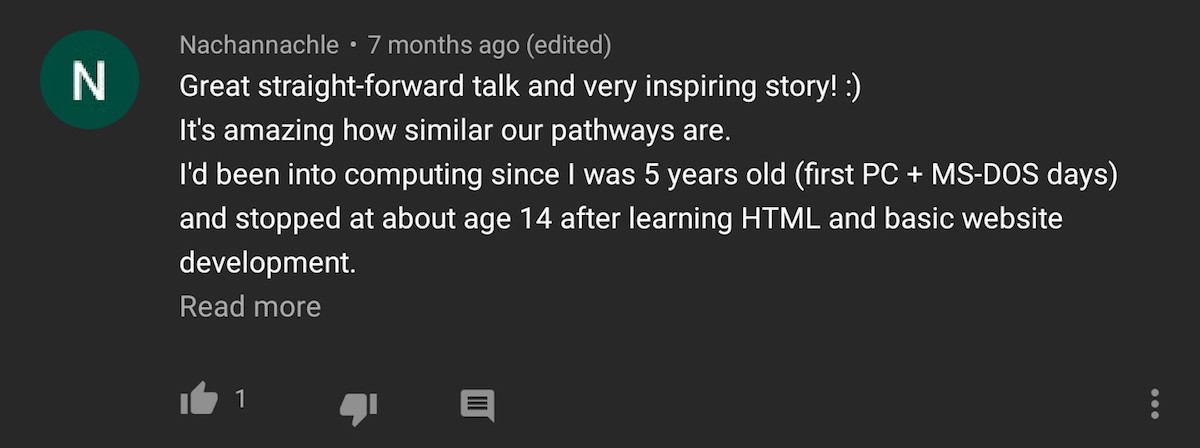 N
Nachannachle • 7 months ago (edited)
Great straight-forward talk and very inspiring story! :)
It's amazing how similar our pathways are.
I'd been into computing since I was 5 years old (first PC + MS-DOS days)
and stopped at about age 14 after learning HTML and basic website
development.
Read more
1